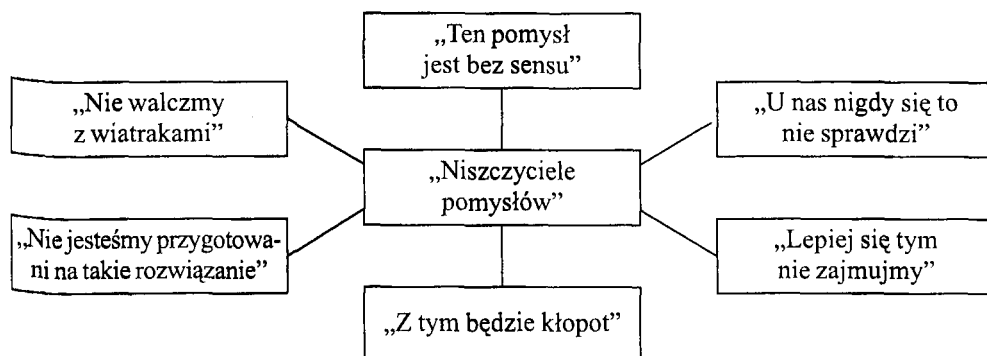 „Ten pomysł
jest bez sensu”
„Nie walczmy
z wiatrakami”
„U nas nigdy się to
nie sprawdzi”
„Niszczyciele
pomysłów”
„Nie jesteśmy przygotowa-
ni na takie rozwiązanie”
„Lepiej się tym
nie zajmujmy”
„Z tym będzie kłopot”